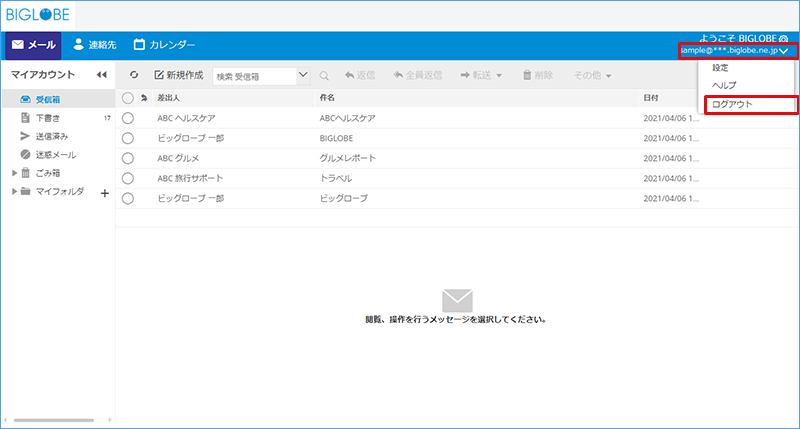 BIGLOBE
メール 連絡先 カレンダー ようこそ BIGLOBE
sample@***.biglobe.ne.jp
設定
ヘルプ
ログアウト
マイアカウント
新規作成 検索 受信箱 返信 全員返信 転送 削除 その他
受信箱
下書き 17
送信済み
迷惑メール
ごみ箱
マイフォルダ +
差出人 件名 日付
ABC ヘルスケア ABCヘルスケア 2021/04/06 1...
ビッグローブ 一郎 BIGLOBE 2021/04/06 1...
ABC グルメ グルメレポート 2021/04/06 1...
ABC 旅行サポート トラベル 2021/04/06 1...
ビッグローブ 一郎 ビッグローブ 2021/04/06 1...
閲覧、操作を行うメッセージを選択してください。